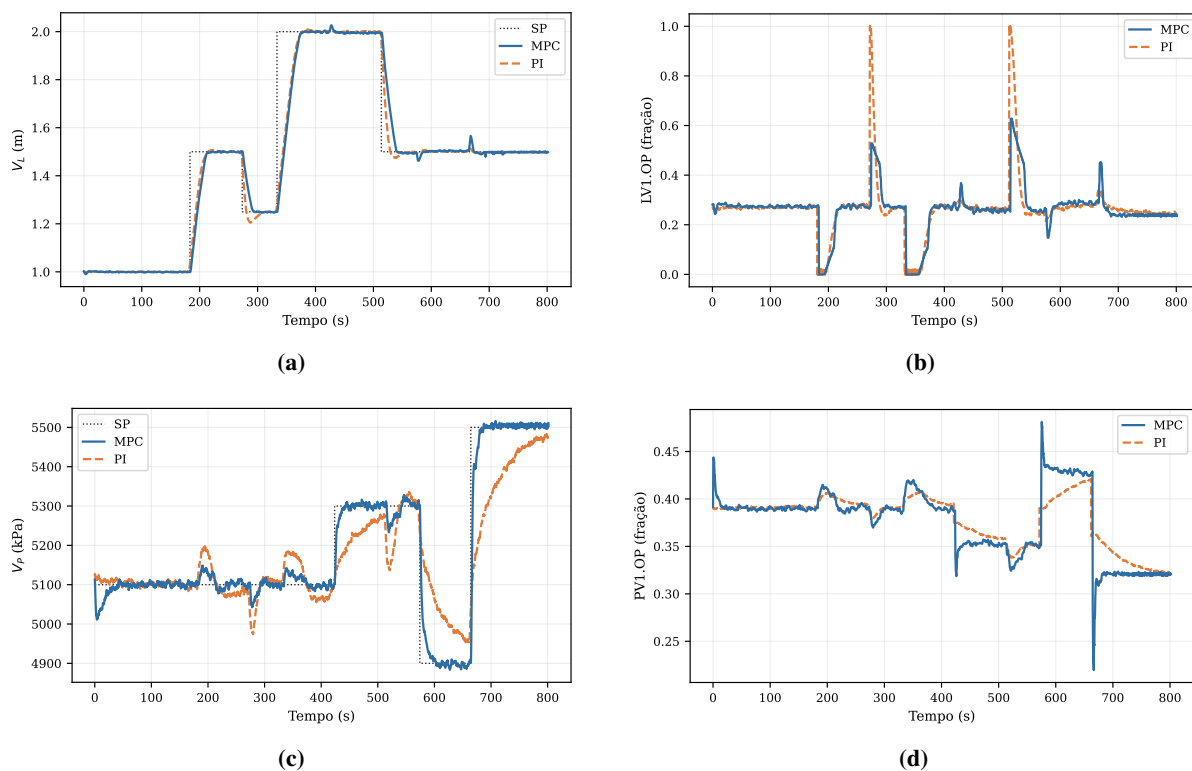 SP
MPC
PI
2.0
1.8
1.6
1.4
1.2
1.0
V_L (m)
0 100 200 300 400 500 600 700 800
Tempo (s)
(a)
MPC
PI
1.0
0.8
0.6
0.4
0.2
0.0
LV1.OP (fração)
0 100 200 300 400 500 600 700 800
Tempo (s)
(b)
SP
MPC
PI
5500
5400
5300
5200
5100
5000
4900
V_P (kPa)
0 100 200 300 400 500 600 700 800
Tempo (s)
(c)
MPC
PI
0.45
0.40
0.35
0.30
0.25
PV1.OP (fração)
0 100 200 300 400 500 600 700 800
Tempo (s)
(d)